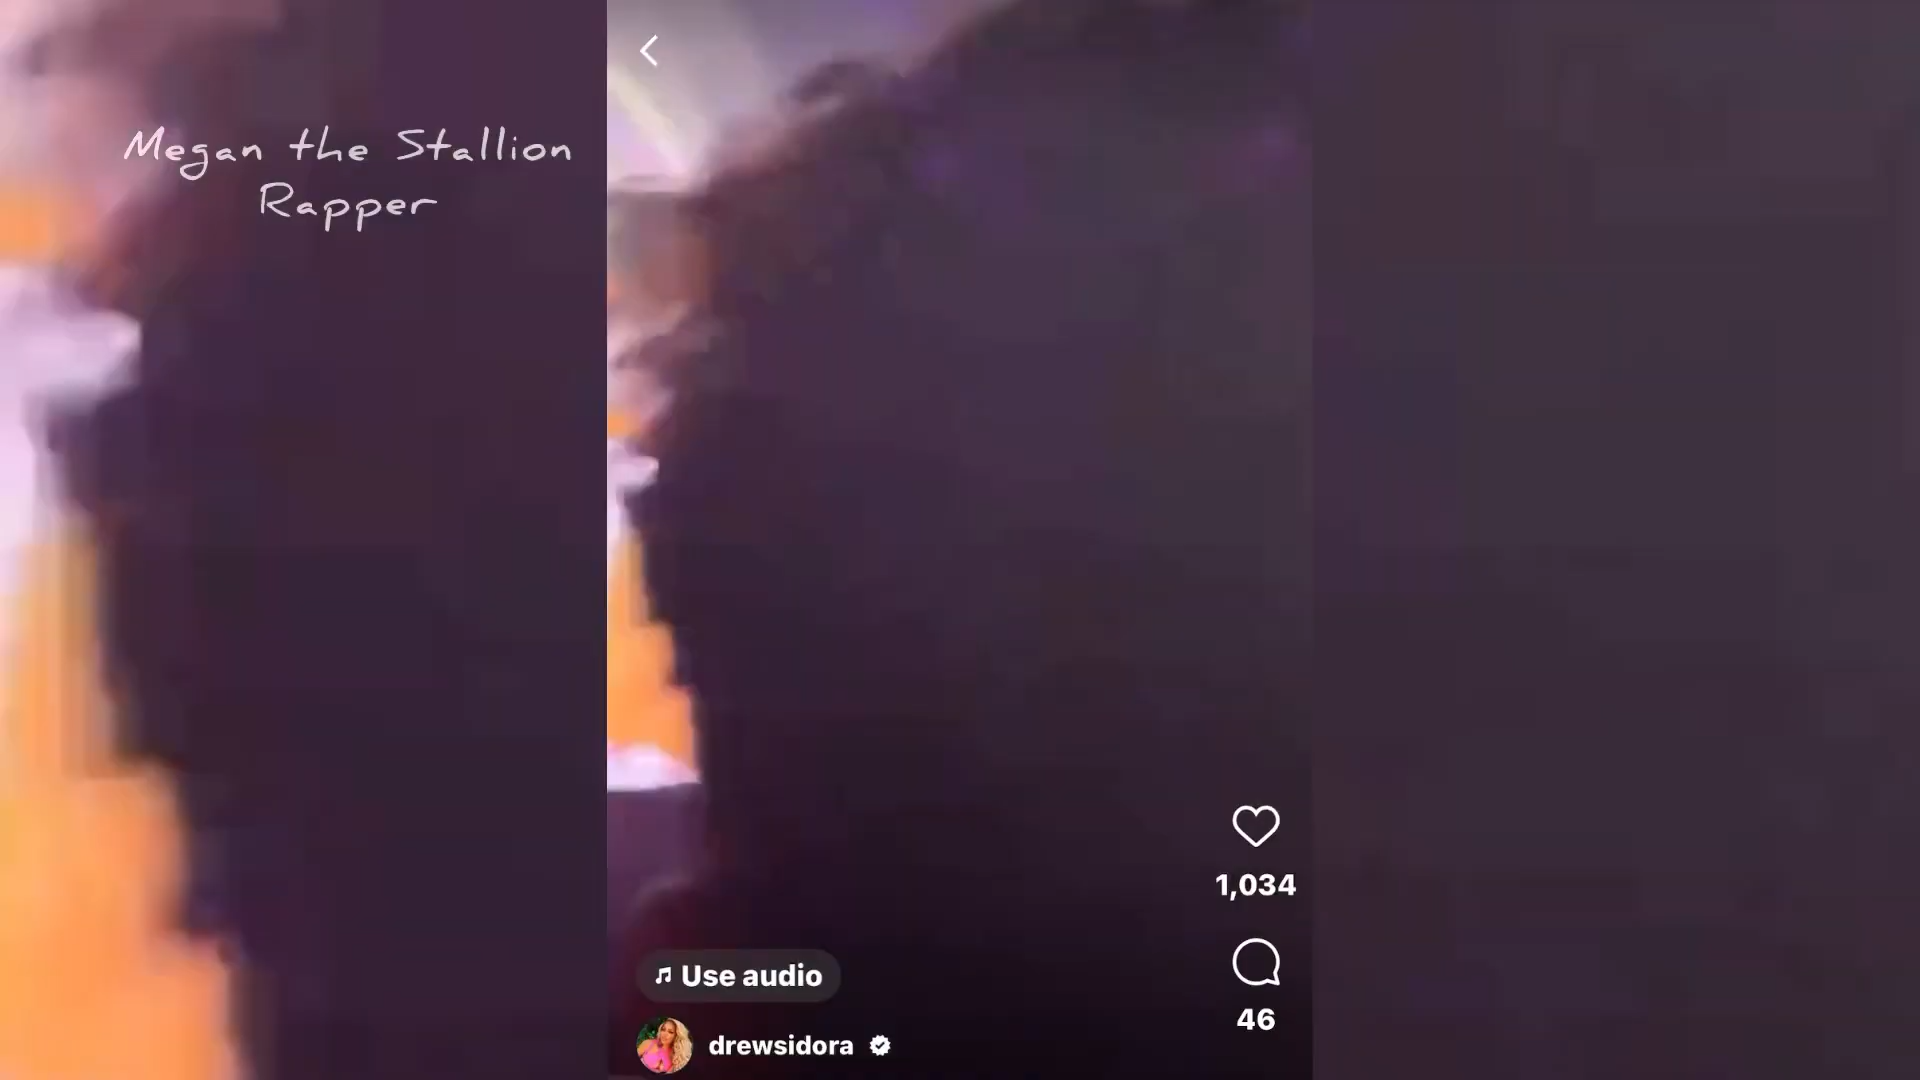 Megan the Stallion
Rapper
Use audio
drewsidora
1,034
46